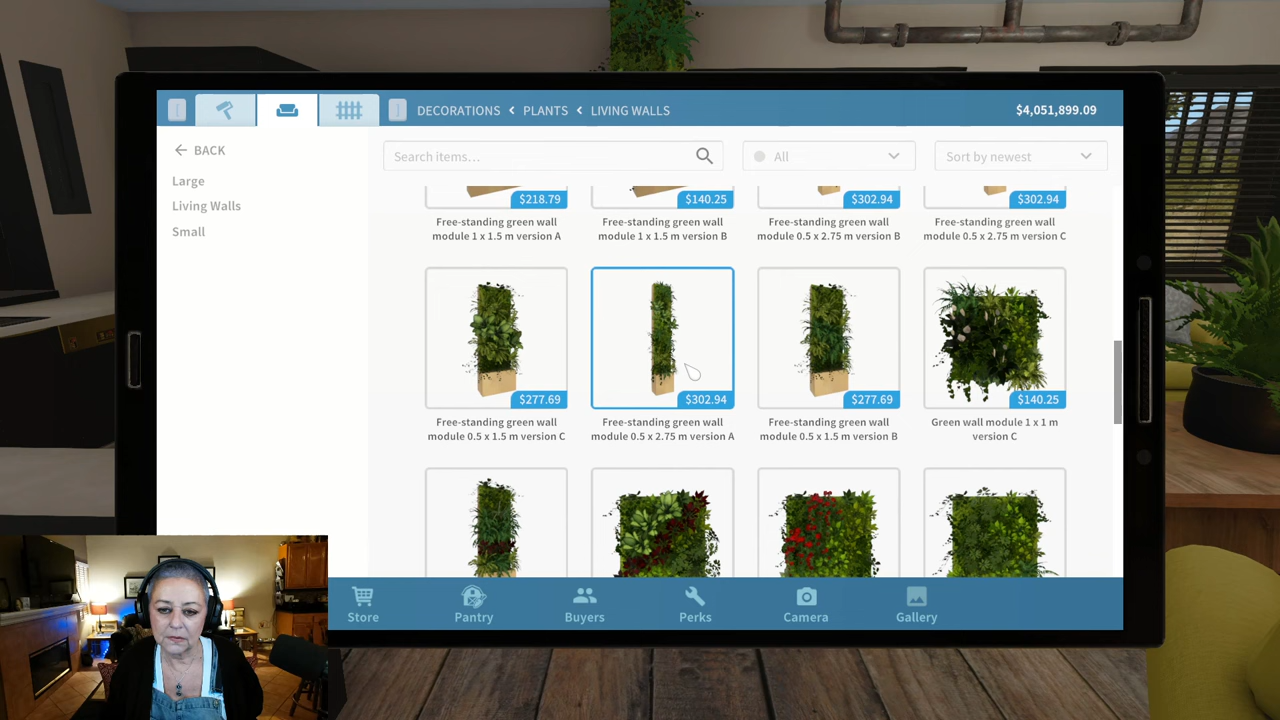 DECORATIONS < PLANTS < LIVING WALLS
$4,051,899.09
BACK
Search items...
All
Sort by newest
Large
Living Walls
Small
$218.79
$140.25
$302.94
$302.94
Free-standing green wall
module 1 x 1.5 m version A
Free-standing green wall
module 1 x 1.5 m version B
Free-standing green wall
module 0.5 x 2.75 m version B
Free-standing green wall
module 0.5 x 2.75 m version C
$277.69
$302.94
$277.69
$140.25
Free-standing green wall
module 0.5 x 1.5 m version C
Free-standing green wall
module 0.5 x 2.75 m version A
Free-standing green wall
module 0.5 x 1.5 m version B
Green wall module 1 x 1 m
version C
Store
Pantry
Buyers
Perks
Camera
Gallery